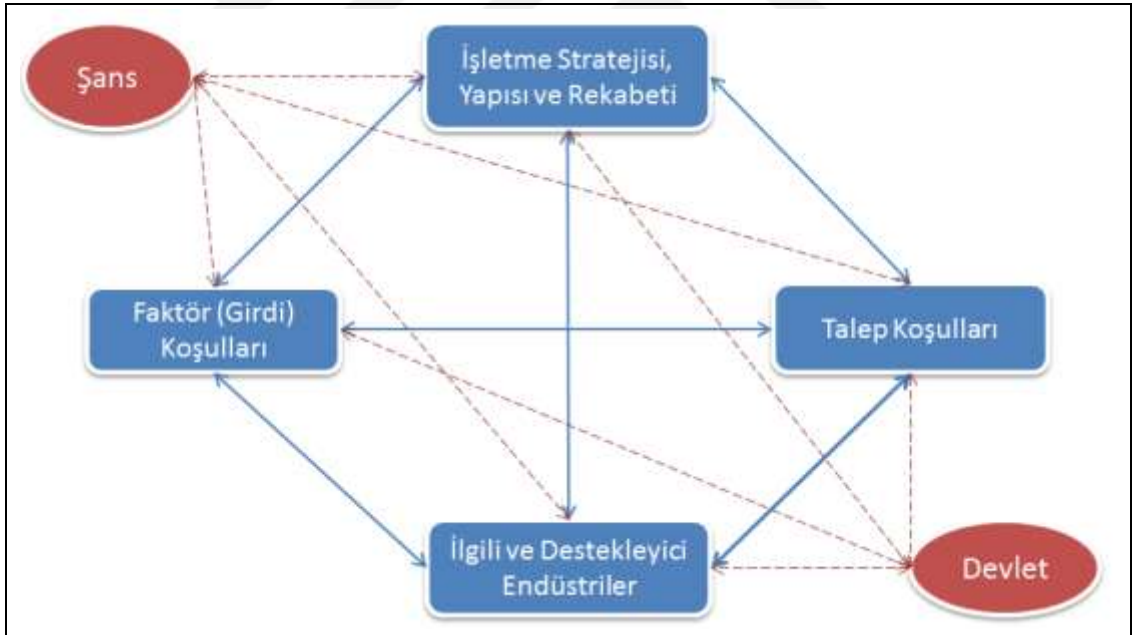 Şans
İşletme Stratejisi,
Yapısı ve Rekabeti
Faktör (Girdi)
Koşulları
Talep Koşulları
İlgili ve Destekleyici
Endüstriler
Devlet